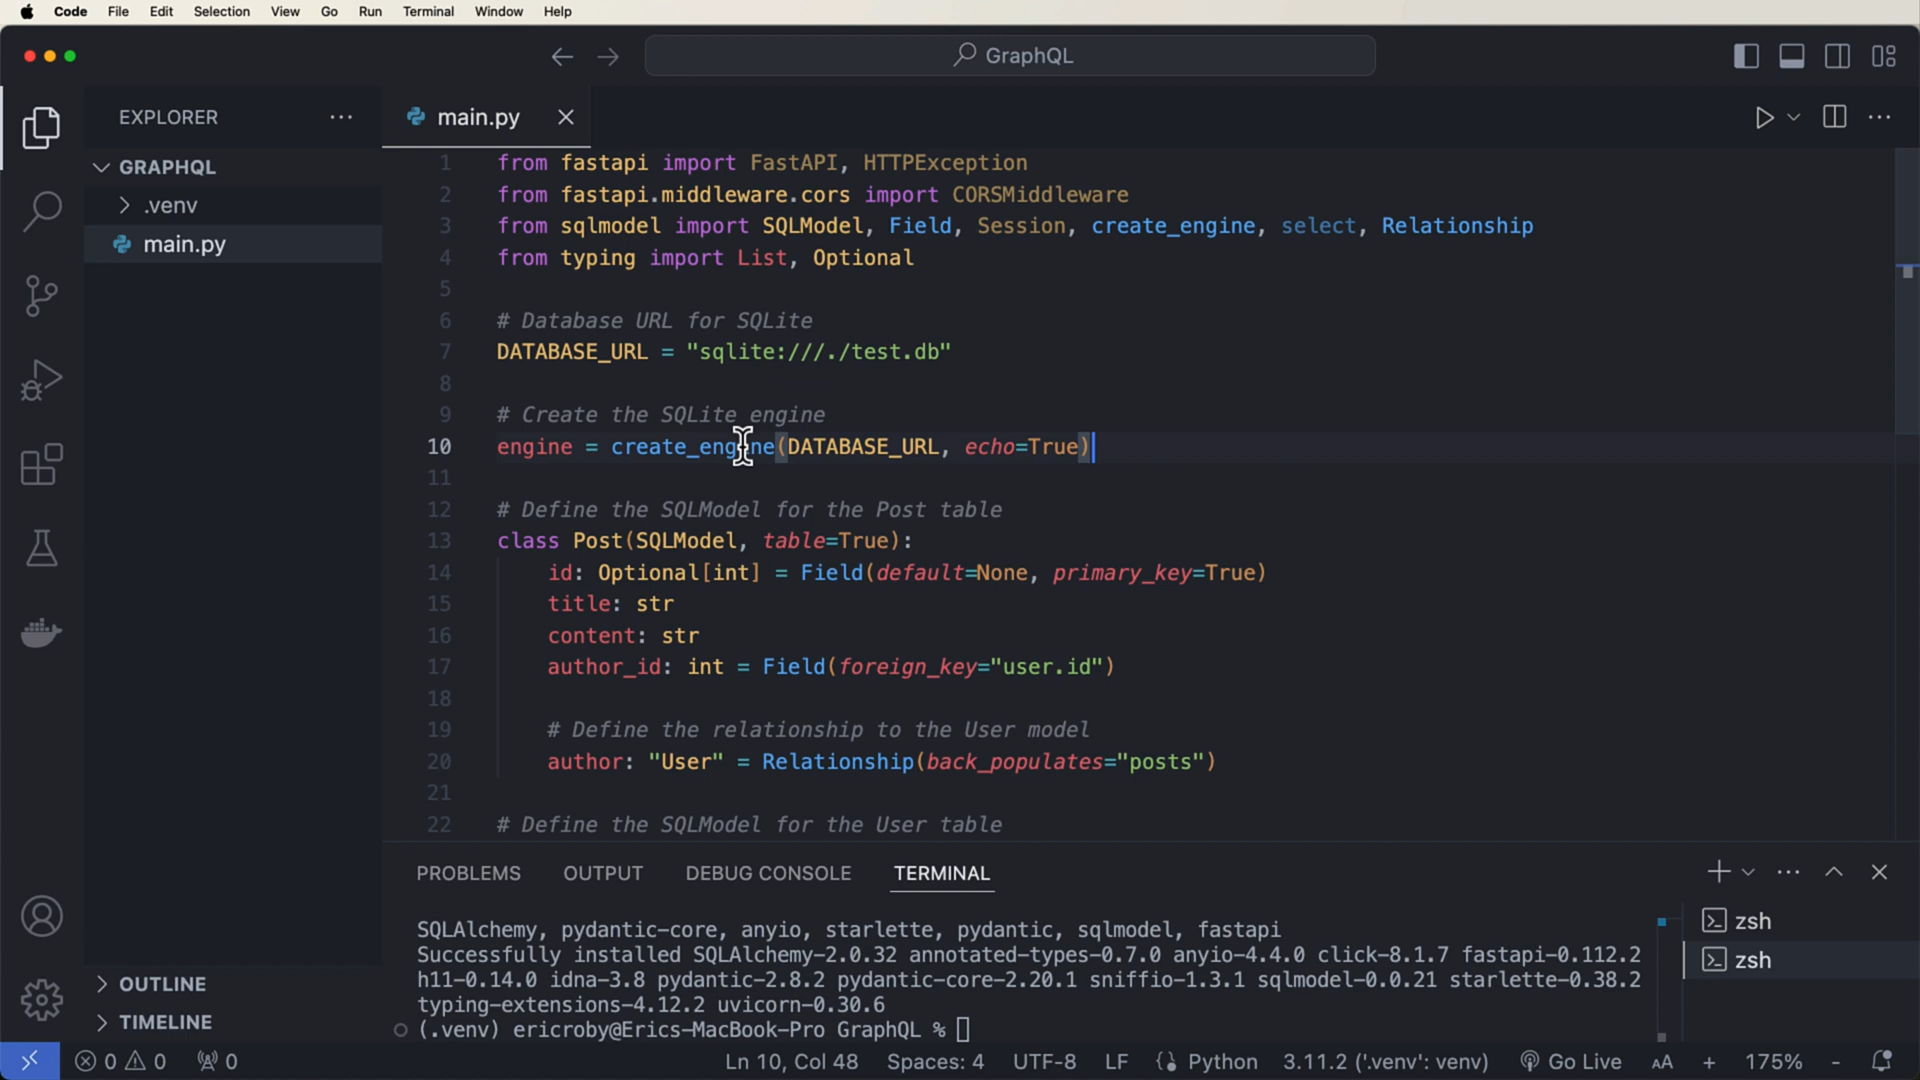 Code File Edit Selection View Go Run Terminal Window Help
GraphQL
EXPLORER
GRAPHQL
.venv
main.py
main.py
1 from fastapi import FastAPI, HTTPException
2 from fastapi.middleware.cors import CORSMiddleware
3 from sqlmodel import SQLModel, Field, Session, create_engine, select, Relationship
4 from typing import List, Optional
5
6 # Database URL for SQLite
7 DATABASE_URL = "sqlite:///./test.db"
8
9 # Create the SQLite engine
10 engine = create_engine(DATABASE_URL, echo=True)
11
12 # Define the SQLModel for the Post table
13 class Post(SQLModel, table=True):
14     id: Optional[int] = Field(default=None, primary_key=True)
15     title: str
16     content: str
17     author_id: int = Field(foreign_key="user.id")
18
19     # Define the relationship to the User model
20     author: "User" = Relationship(back_populates="posts")
21
22 # Define the SQLModel for the User table
PROBLEMS OUTPUT DEBUG CONSOLE TERMINAL
SQLAlchemy, pydantic-core, anyio, starlette, pydantic, sqlmodel, fastapi
Successfully installed SQLAlchemy-2.0.32 annotated-types-0.7.0 anyio-4.4.0 click-8.1.7 fastapi-0.112.2
h11-0.14.0 idna-3.8 pydantic-2.8.2 pydantic-core-2.20.1 sniffio-1.3.1 sqlmodel-0.0.21 starlette-0.38.2
typing-extensions-4.12.2 uvicorn-0.30.6
(.venv) ericroby@Erics-MacBook-Pro GraphQL %
zsh
zsh
OUTLINE
TIMELINE
0 0 0 Ln 10, Col 48 Spaces: 4 UTF-8 LF Python 3.11.2 ('.venv': venv) Go Live AA + 175% -